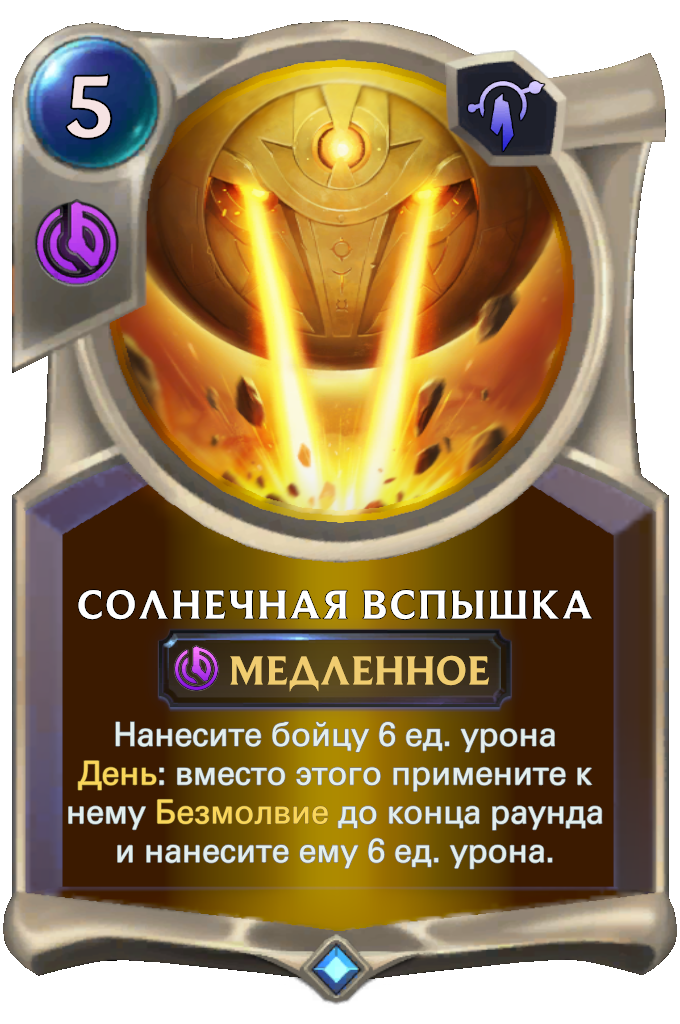 5
СОЛНЕЧНАЯ ВСПЫШКА
МЕДЛЕННОЕ
Нанесите бойцу 6 ед. урона
День: вместо этого примените к
нему Безмолвие до конца раунда
и нанесите ему 6 ед. урона.